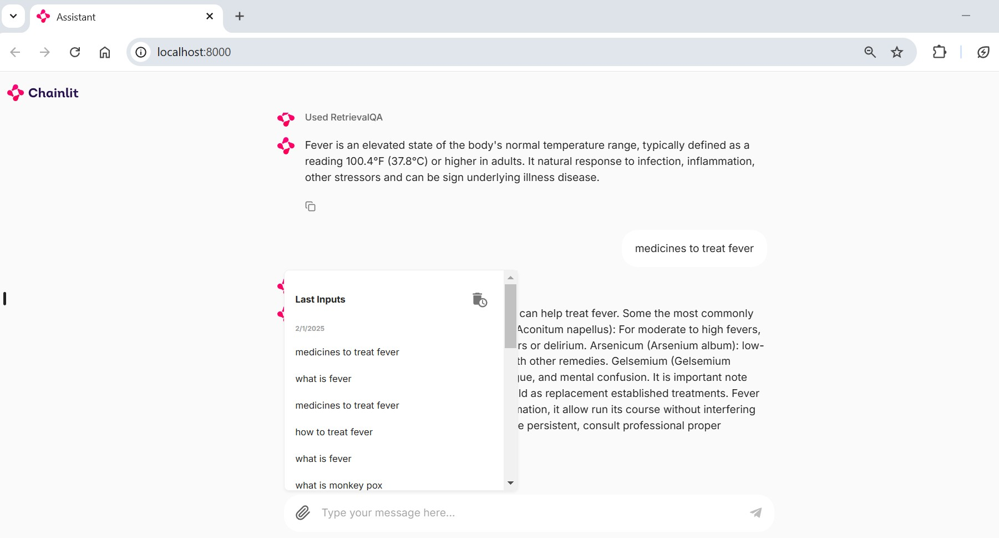 Assistant
localhost:8000
Chainlit
Used RetrievalQA
Fever is an elevated state of the body's normal temperature range, typically defined as a
reading 100.4°F (37.8°C) or higher in adults. It natural response to infection, inflammation,
other stressors and can be sign underlying illness disease.
medicines to treat fever
can help treat fever. Some the most commonly
Aconitum napellus): For moderate to high fevers,
rs or delirium. Arsenicum (Arsenium album): low-
th other remedies. Gelsemium (Gelsemium
gue, and mental confusion. It is important note
ld as replacement established treatments. Fever
mation, it allow run its course without interfering
e persistent, consult professional proper
Last Inputs
2/1/2025
medicines to treat fever
what is fever
medicines to treat fever
how to treat fever
what is fever
what is monkey pox
Type your message here...